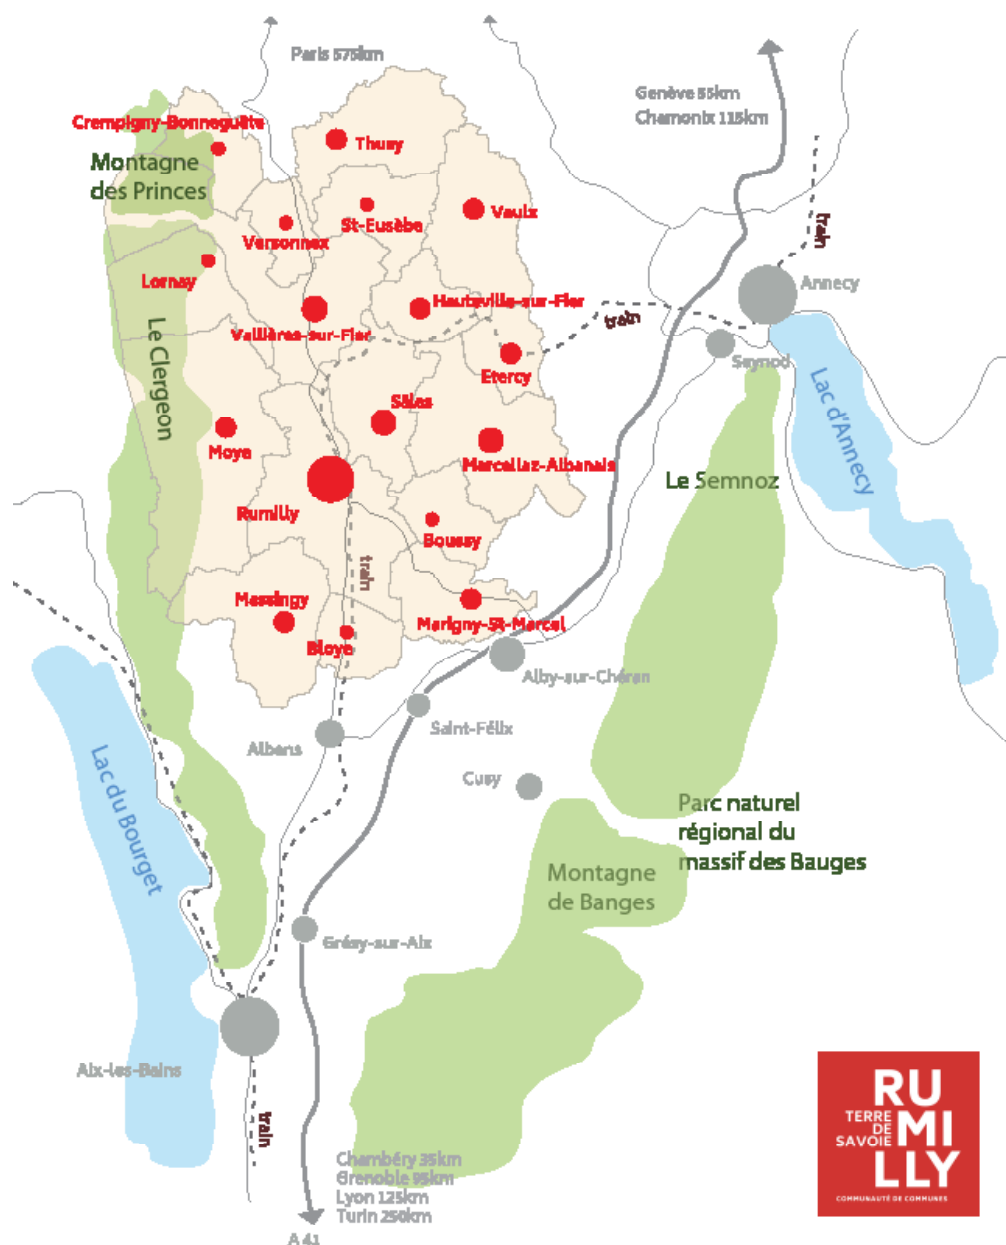 Paris 575km
Genève 55km
Chamonix 115km
Crempigny-Bonneguête
Thusy
Montagne
des Princes
Versonnex
St-Eusèbe
Vaulx
train
Lornay
Annecy
Hauteville-sur-Fier
train
Vallières-sur-Fier
Le Clergeon
Etercy
Seynod
Lac d'Annecy
Sâles
Moye
Marcellaz-Albanais
Le Semnoz
Rumilly
Boussy
train
Massingy
Marigny-St-Marcel
Bloye
Alby-sur-Chéran
Saint-Félix
Albens
Cusy
Lac du Bourget
Parc naturel
régional du
massif des Bauges
Montagne
de Banges
Grésy-sur-Aix
Aix-les-Bains
train
Chambéry 35km
Grenoble 95km
Lyon 125km
Turin 250km
A 41
RU
TERRE
DE MI
SAVOIE
LLY
COMMUNAUTÉ DE COMMUNES